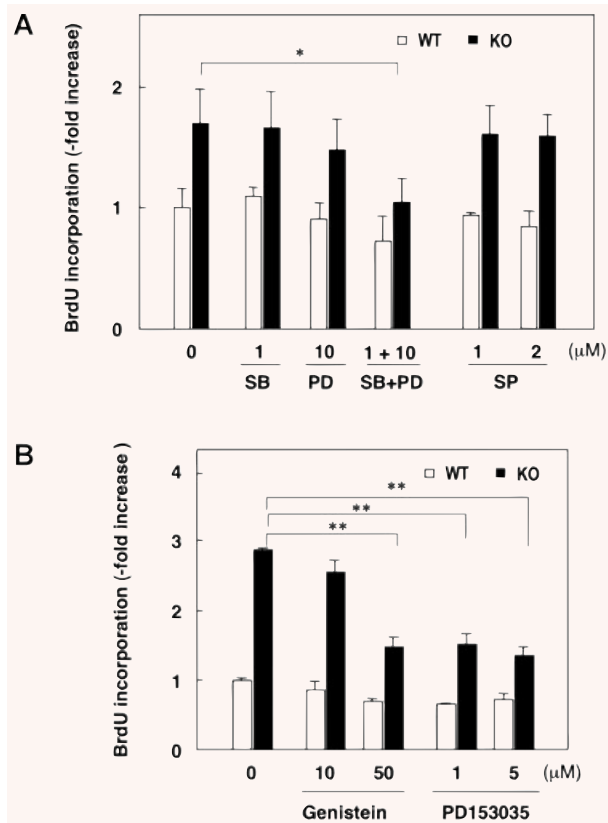 A
BrdU incorporation (-fold increase)
WT KO
*
2
1
0
0 1 10 1 + 10 1 2 (μM)
SB PD SB+PD SP
B
BrdU incorporation (-fold increase )
WT KO
**
**
**
4
3
2
1
0
0 10 50 1 5 (μM)
Genistein PD153035